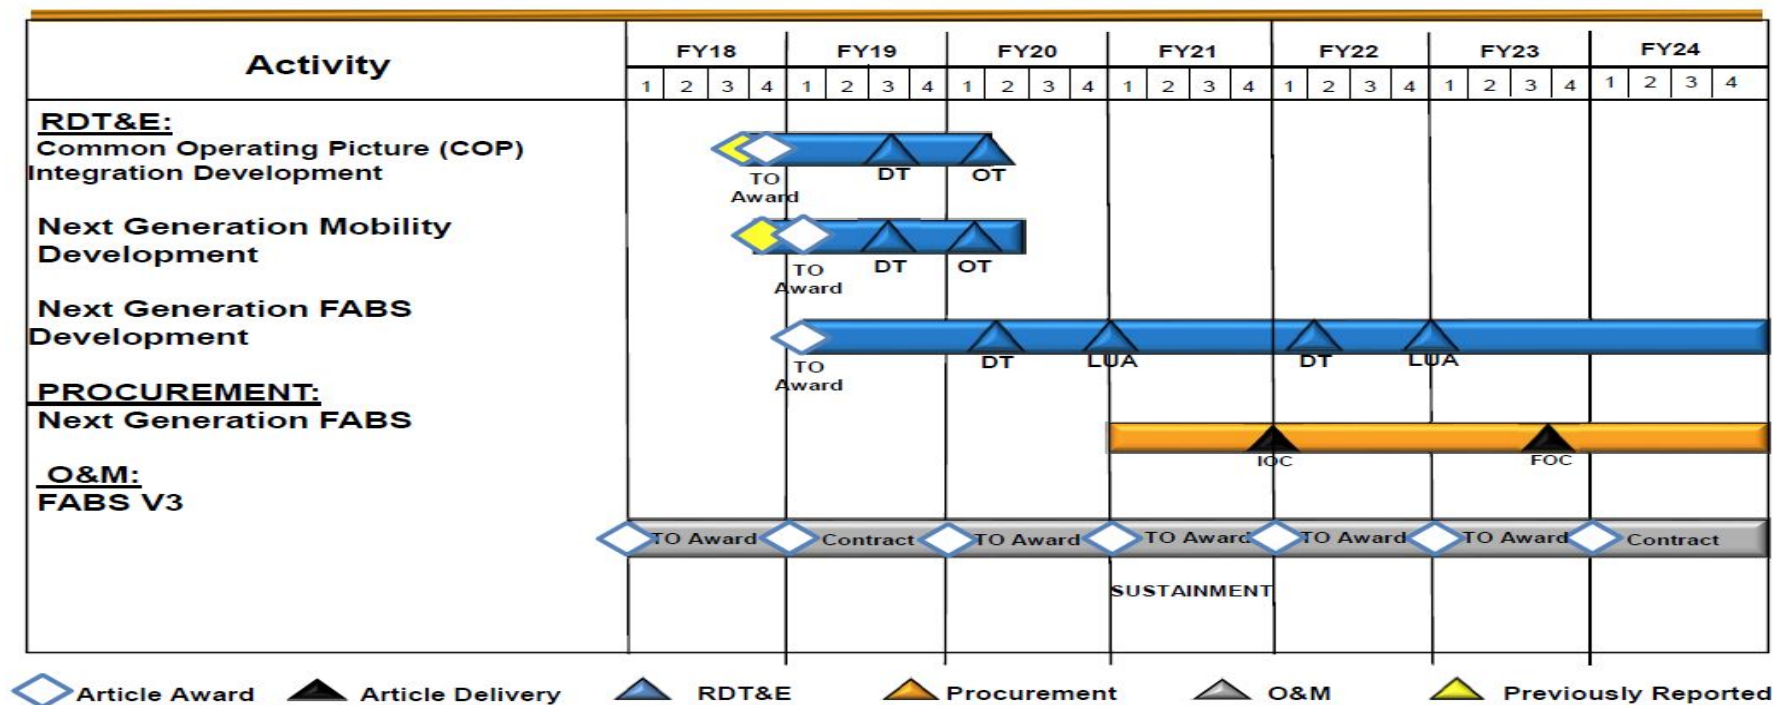 Activity
FY18 FY19 FY20 FY21 FY22 FY23 FY24
1 2 3 4 1 2 3 4 1 2 3 4 1 2 3 4 1 2 3 4 1 2 3 4 1 2 3 4
RDT&E:
Common Operating Picture (COP)
Integration Development
TO
Award
DT
OT
Next Generation Mobility
Development
TO
Award
DT
OT
Next Generation FABS
Development
TO
Award
DT
LUA
DT
LUA
PROCUREMENT:
Next Generation FABS
IOC
FOC
O&M:
FABS V3
TO Award Contract TO Award TO Award TO Award TO Award Contract
SUSTAINMENT
Article Award Article Delivery RDT&E Procurement O&M Previously Reported